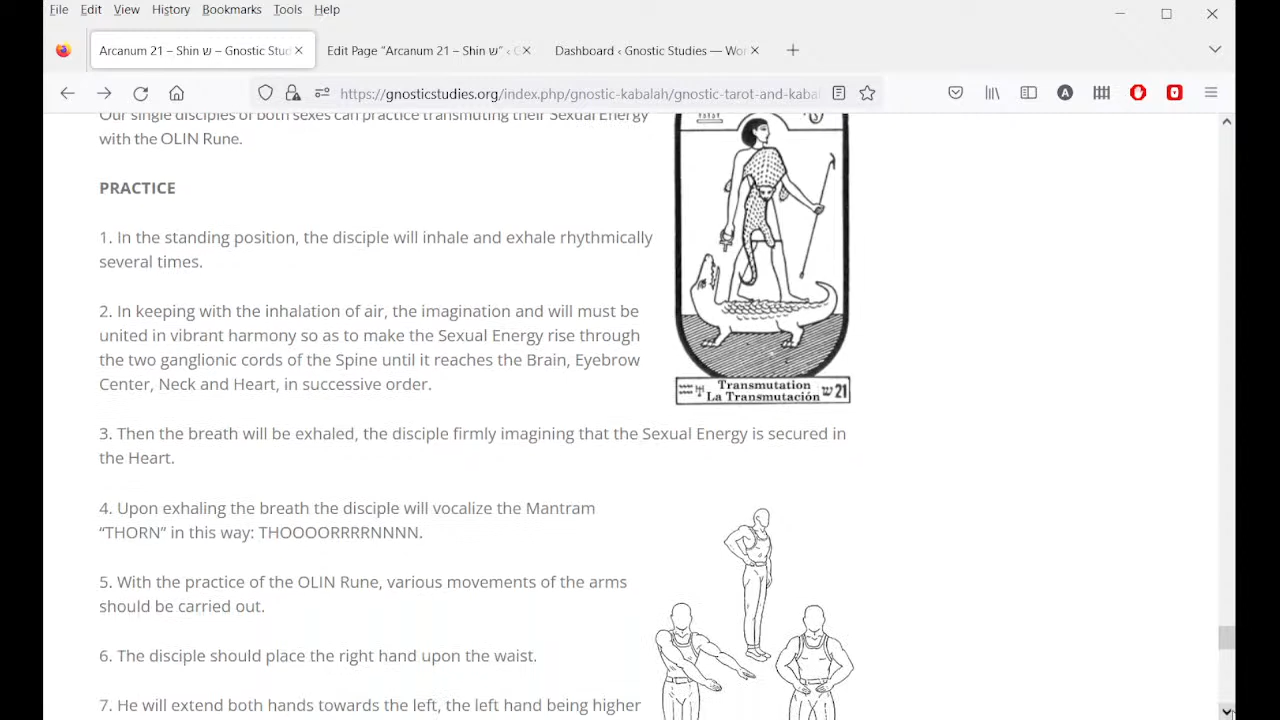 File Edit View History Bookmarks Tools Help
Arcanum 21 – Shin ש – Gnostic Stud
Edit Page “Arcanum 21 – Shin ש” ‹ G
Dashboard ‹ Gnostic Studies — Wor
https://gnosticstudies.org/index.php/gnostic-kabalah/gnostic-tarot-and-kabal
Our single disciples of both sexes can practice transmuting their Sexual Energy
with the OLIN Rune.
PRACTICE
1. In the standing position, the disciple will inhale and exhale rhythmically
several times.
2. In keeping with the inhalation of air, the imagination and will must be
united in vibrant harmony so as to make the Sexual Energy rise through
the two ganglionic cords of the Spine until it reaches the Brain, Eyebrow
Center, Neck and Heart, in successive order.
Transmutation
La Transmutación
ש 21
3. Then the breath will be exhaled, the disciple firmly imagining that the Sexual Energy is secured in
the Heart.
4. Upon exhaling the breath the disciple will vocalize the Mantram
“THORN” in this way: THOOOORRRRNNNN.
5. With the practice of the OLIN Rune, various movements of the arms
should be carried out.
6. The disciple should place the right hand upon the waist.
7. He will extend both hands towards the left, the left hand being higher